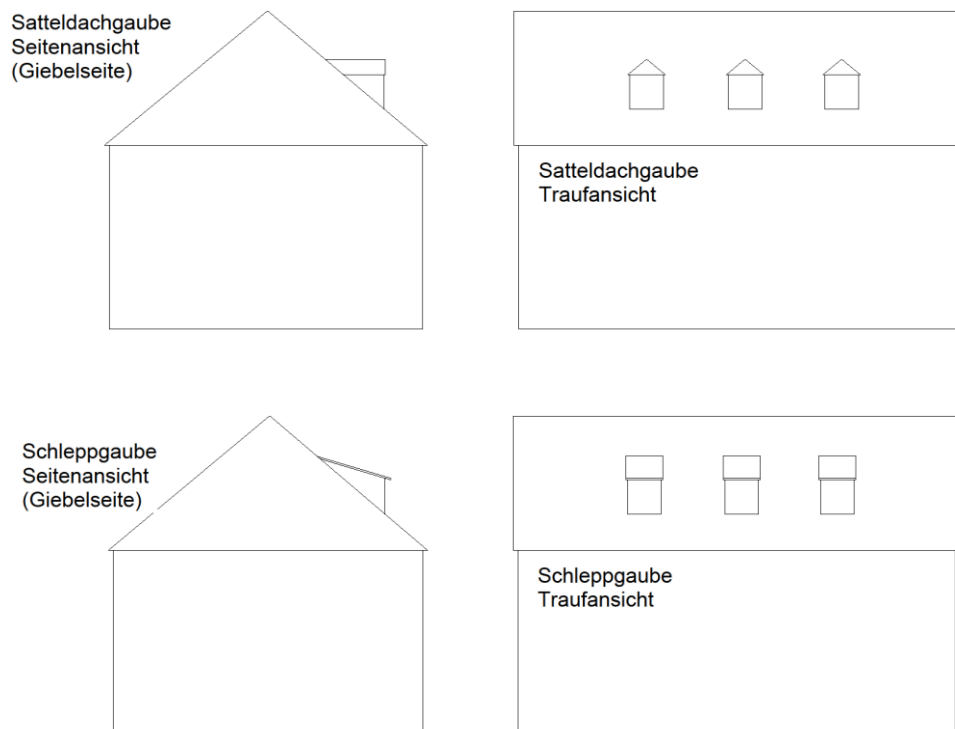 Satteldachgaube
Seitenansicht
(Giebelseite)
Satteldachgaube
Traufansicht
Schleppgaube
Seitenansicht
(Giebelseite)
Schleppgaube
Traufansicht